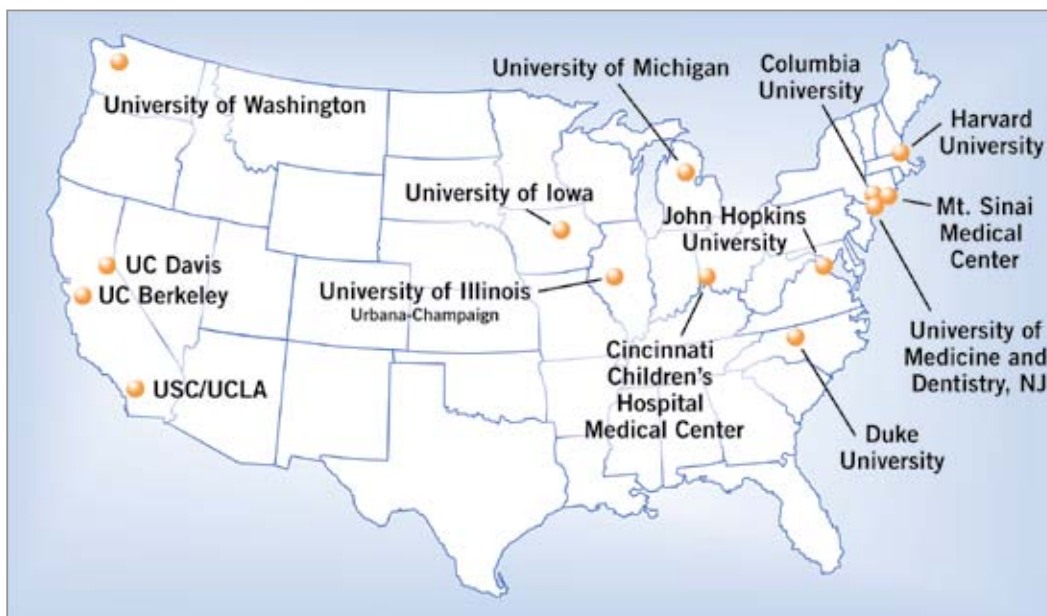 University of Washington
University of Michigan
Columbia
University
Harvard
University
University of Iowa
John Hopkins
University
Mt. Sinai
Medical
Center
UC Davis
UC Berkeley
University of Illinois
Urbana-Champaign
University of
Medicine and
Dentistry, NJ
Cincinnati
Children's
Hospital
Medical Center
USC/UCLA
Duke
University